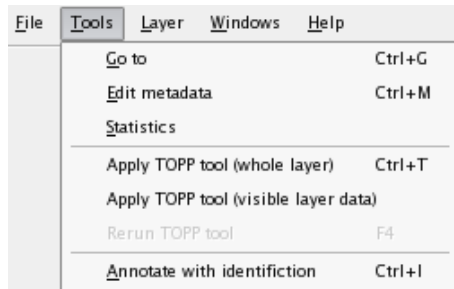 File Tools Layer Windows Help
Go to Ctrl+G
Edit metadata Ctrl+M
Statistics
Apply TOPP tool (whole layer) Ctrl+T
Apply TOPP tool (visible layer data)
Rerun TOPP tool F4
Annotate with identifiction Ctrl+I